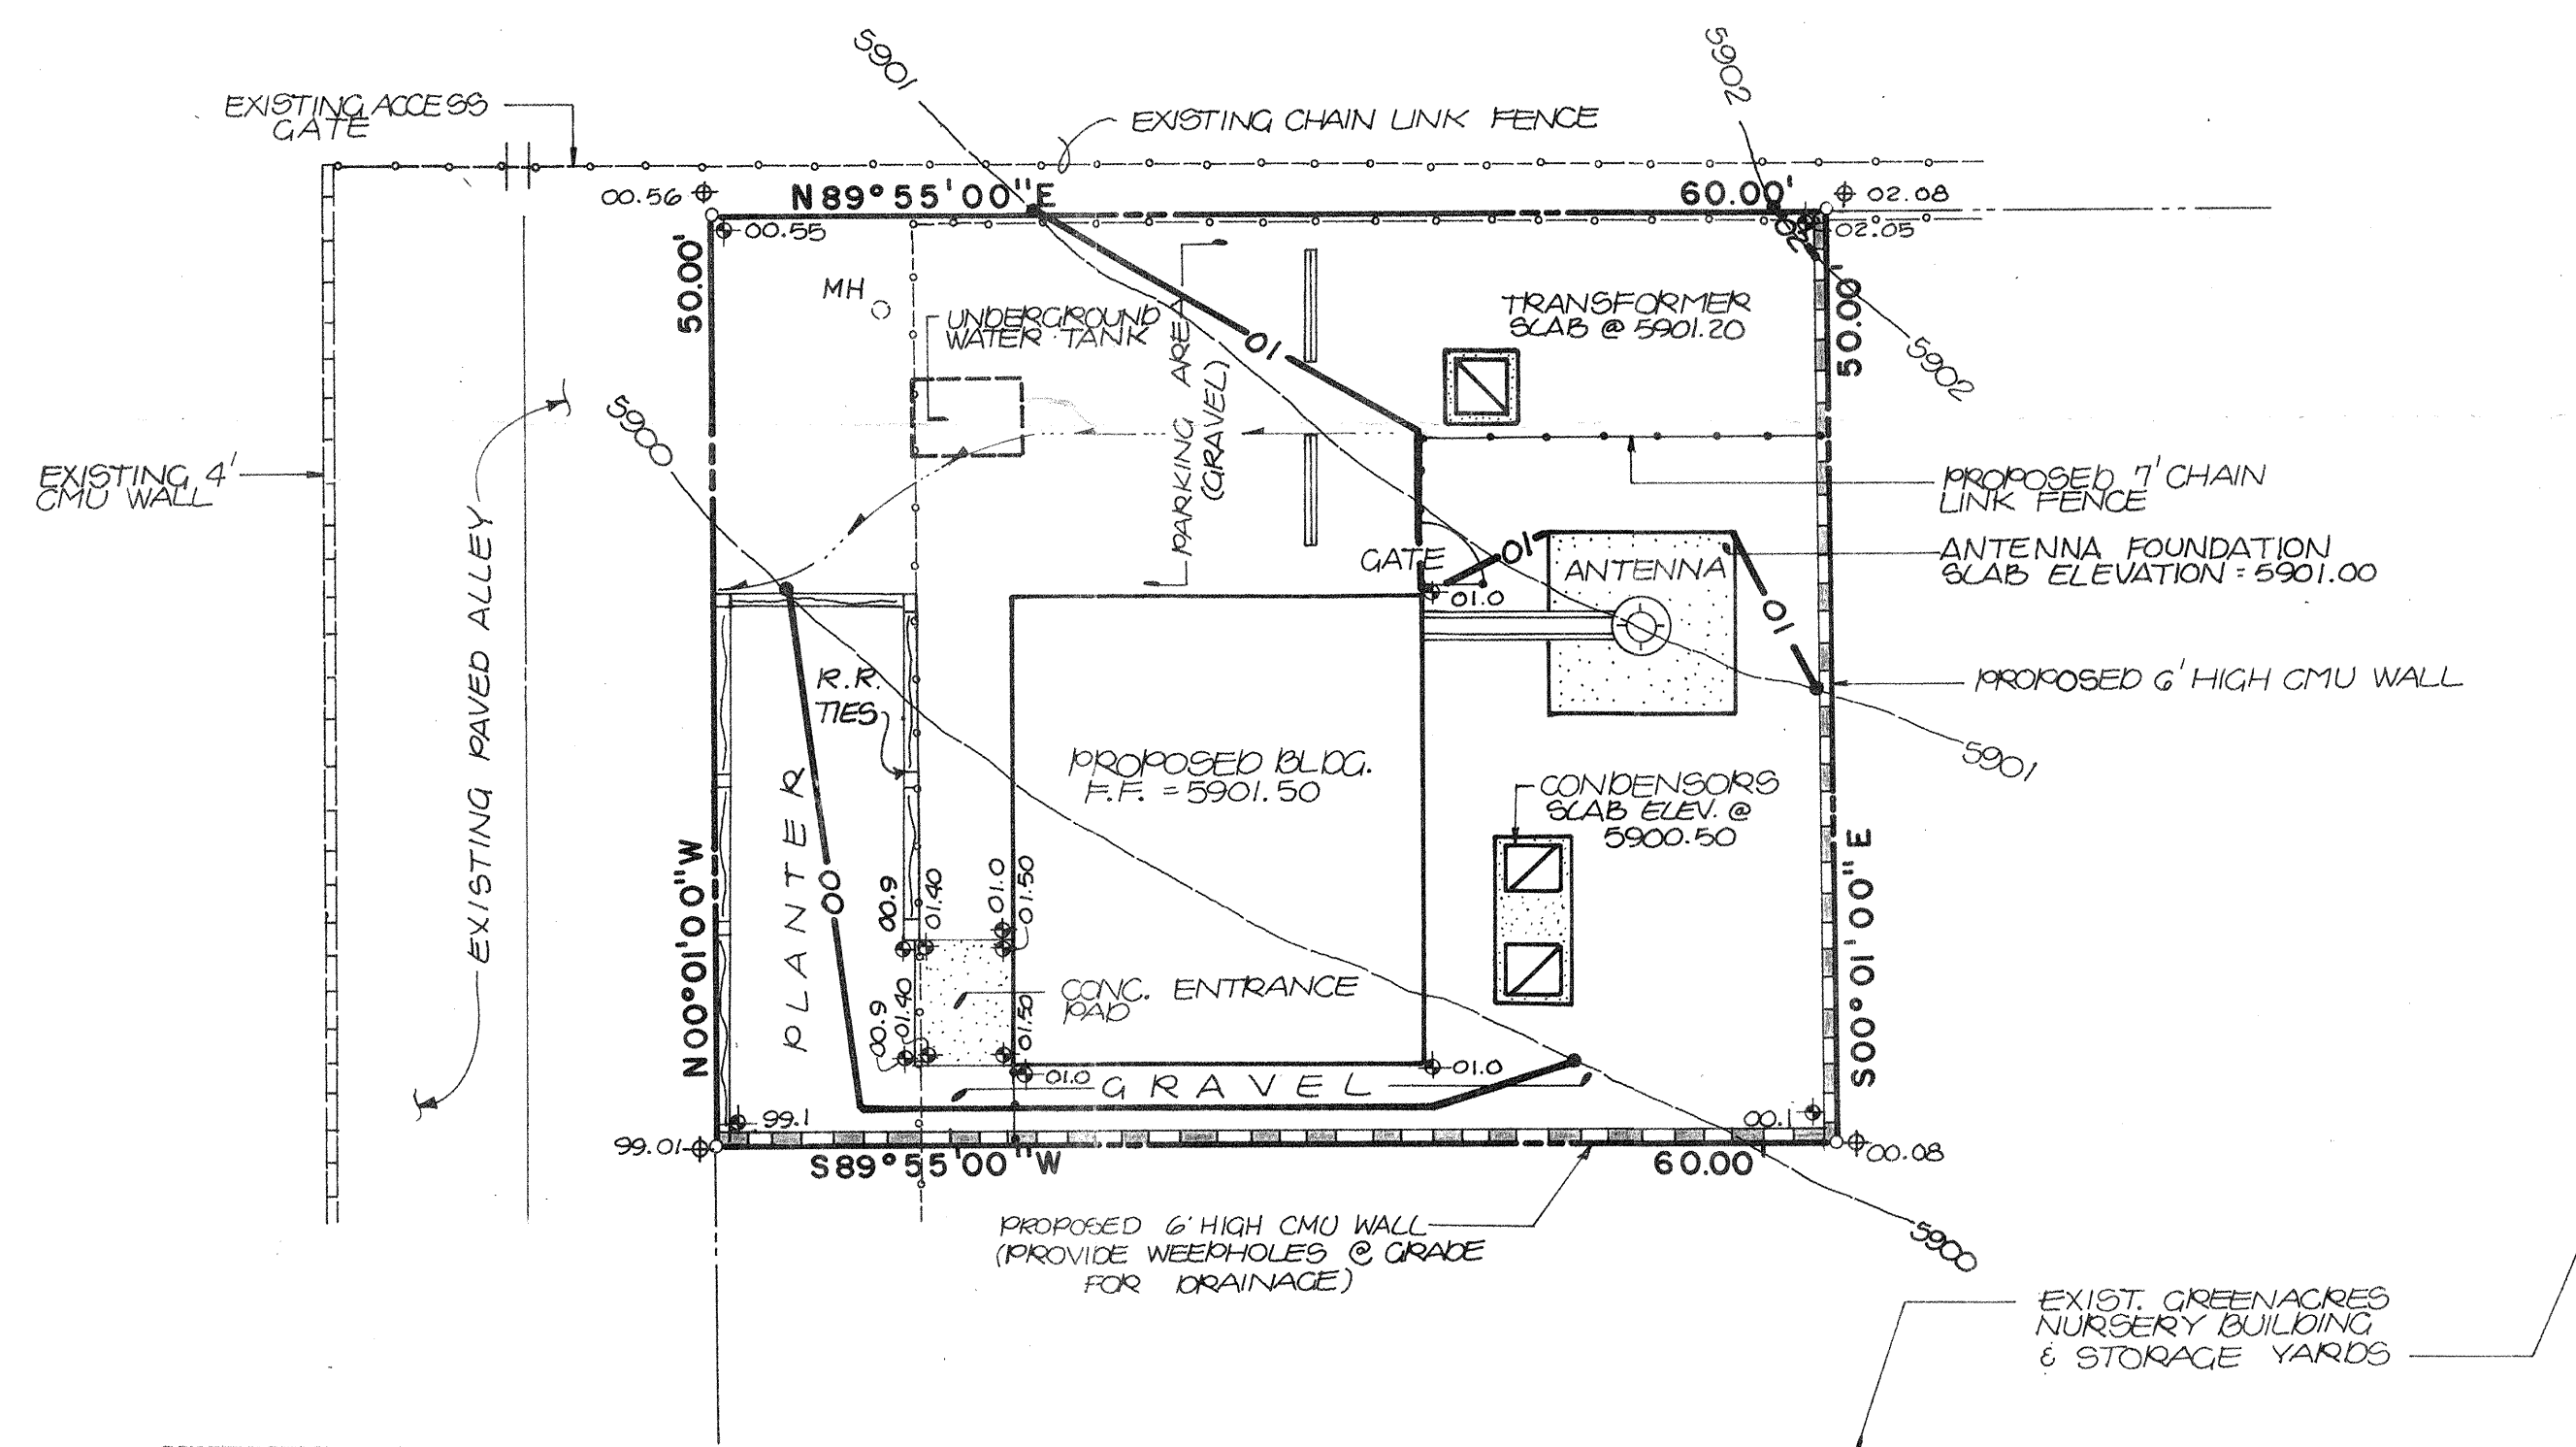 5901
5902
EXISTING ACCESS
GATE
EXISTING CHAIN LINK FENCE
00.56
N89°55'00"E
60.00'
02.08
00.55
02
02.05
50.00'
MH
UNDERGROUND
WATER TANK
PARKING AREA
(GRAVEL)
01
TRANSFORMER
SLAB @ 5901.20
50.00'
5902
5900
EXISTING 4'
CMU WALL
PROPOSED 7' CHAIN
LINK FENCE
GATE
01
ANTENNA
ANTENNA FOUNDATION
SLAB ELEVATION = 5901.00
01.0
01
EXISTING PAVED ALLEY
R.R.
TIES
PROPOSED 6' HIGH CMU WALL
5901
PROPOSED BLDG.
F.F. = 5901.50
CONDENSORS
SLAB ELEV. @
5900.50
PLANTER
00
00.9
01.40
01.0
01.50
N00°01'00"W
S00°01'00"E
CONC. ENTRANCE
PAD
00.9
01.40
01.50
01.0
GRAVEL
01.0
99.1
00.1
99.01
00.08
S89°55'00"W
60.00'
PROPOSED 6' HIGH CMU WALL
(PROVIDE WEEPHOLES @ GRADE
FOR DRAINAGE)
5900
EXIST. GREENACRES
NURSERY BUILDING
& STORAGE YARDS